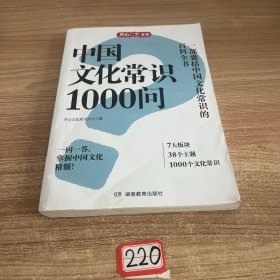 开心 文化
中国
文化常识
1000问
一部囊括中国文化常识的
百科全书
开心文化研究中心 编
一问一答,
掌握中国文化
精髓!
7大板块
38个主题
1000个文化常识
湖南教育出版社
220